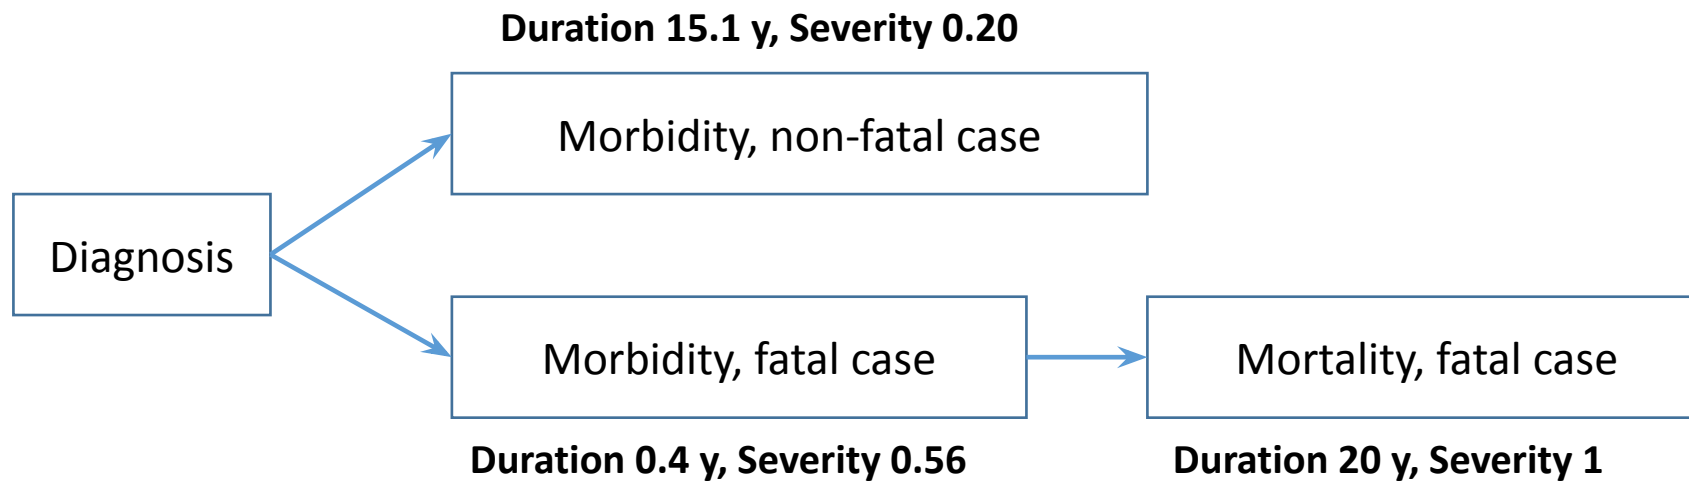 Duration 15.1 y, Severity 0.20
Morbidity, non-fatal case
Diagnosis
Morbidity, fatal case
Mortality, fatal case
Duration 0.4 y, Severity 0.56
Duration 20 y, Severity 1